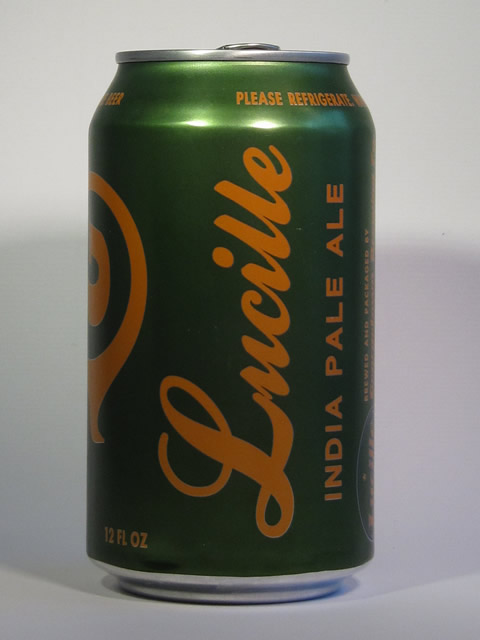 BEER
PLEASE REFRIGERATE.
Lucille
INDIA PALE ALE
BREWED AND PACKAGED BY
12 FL OZ